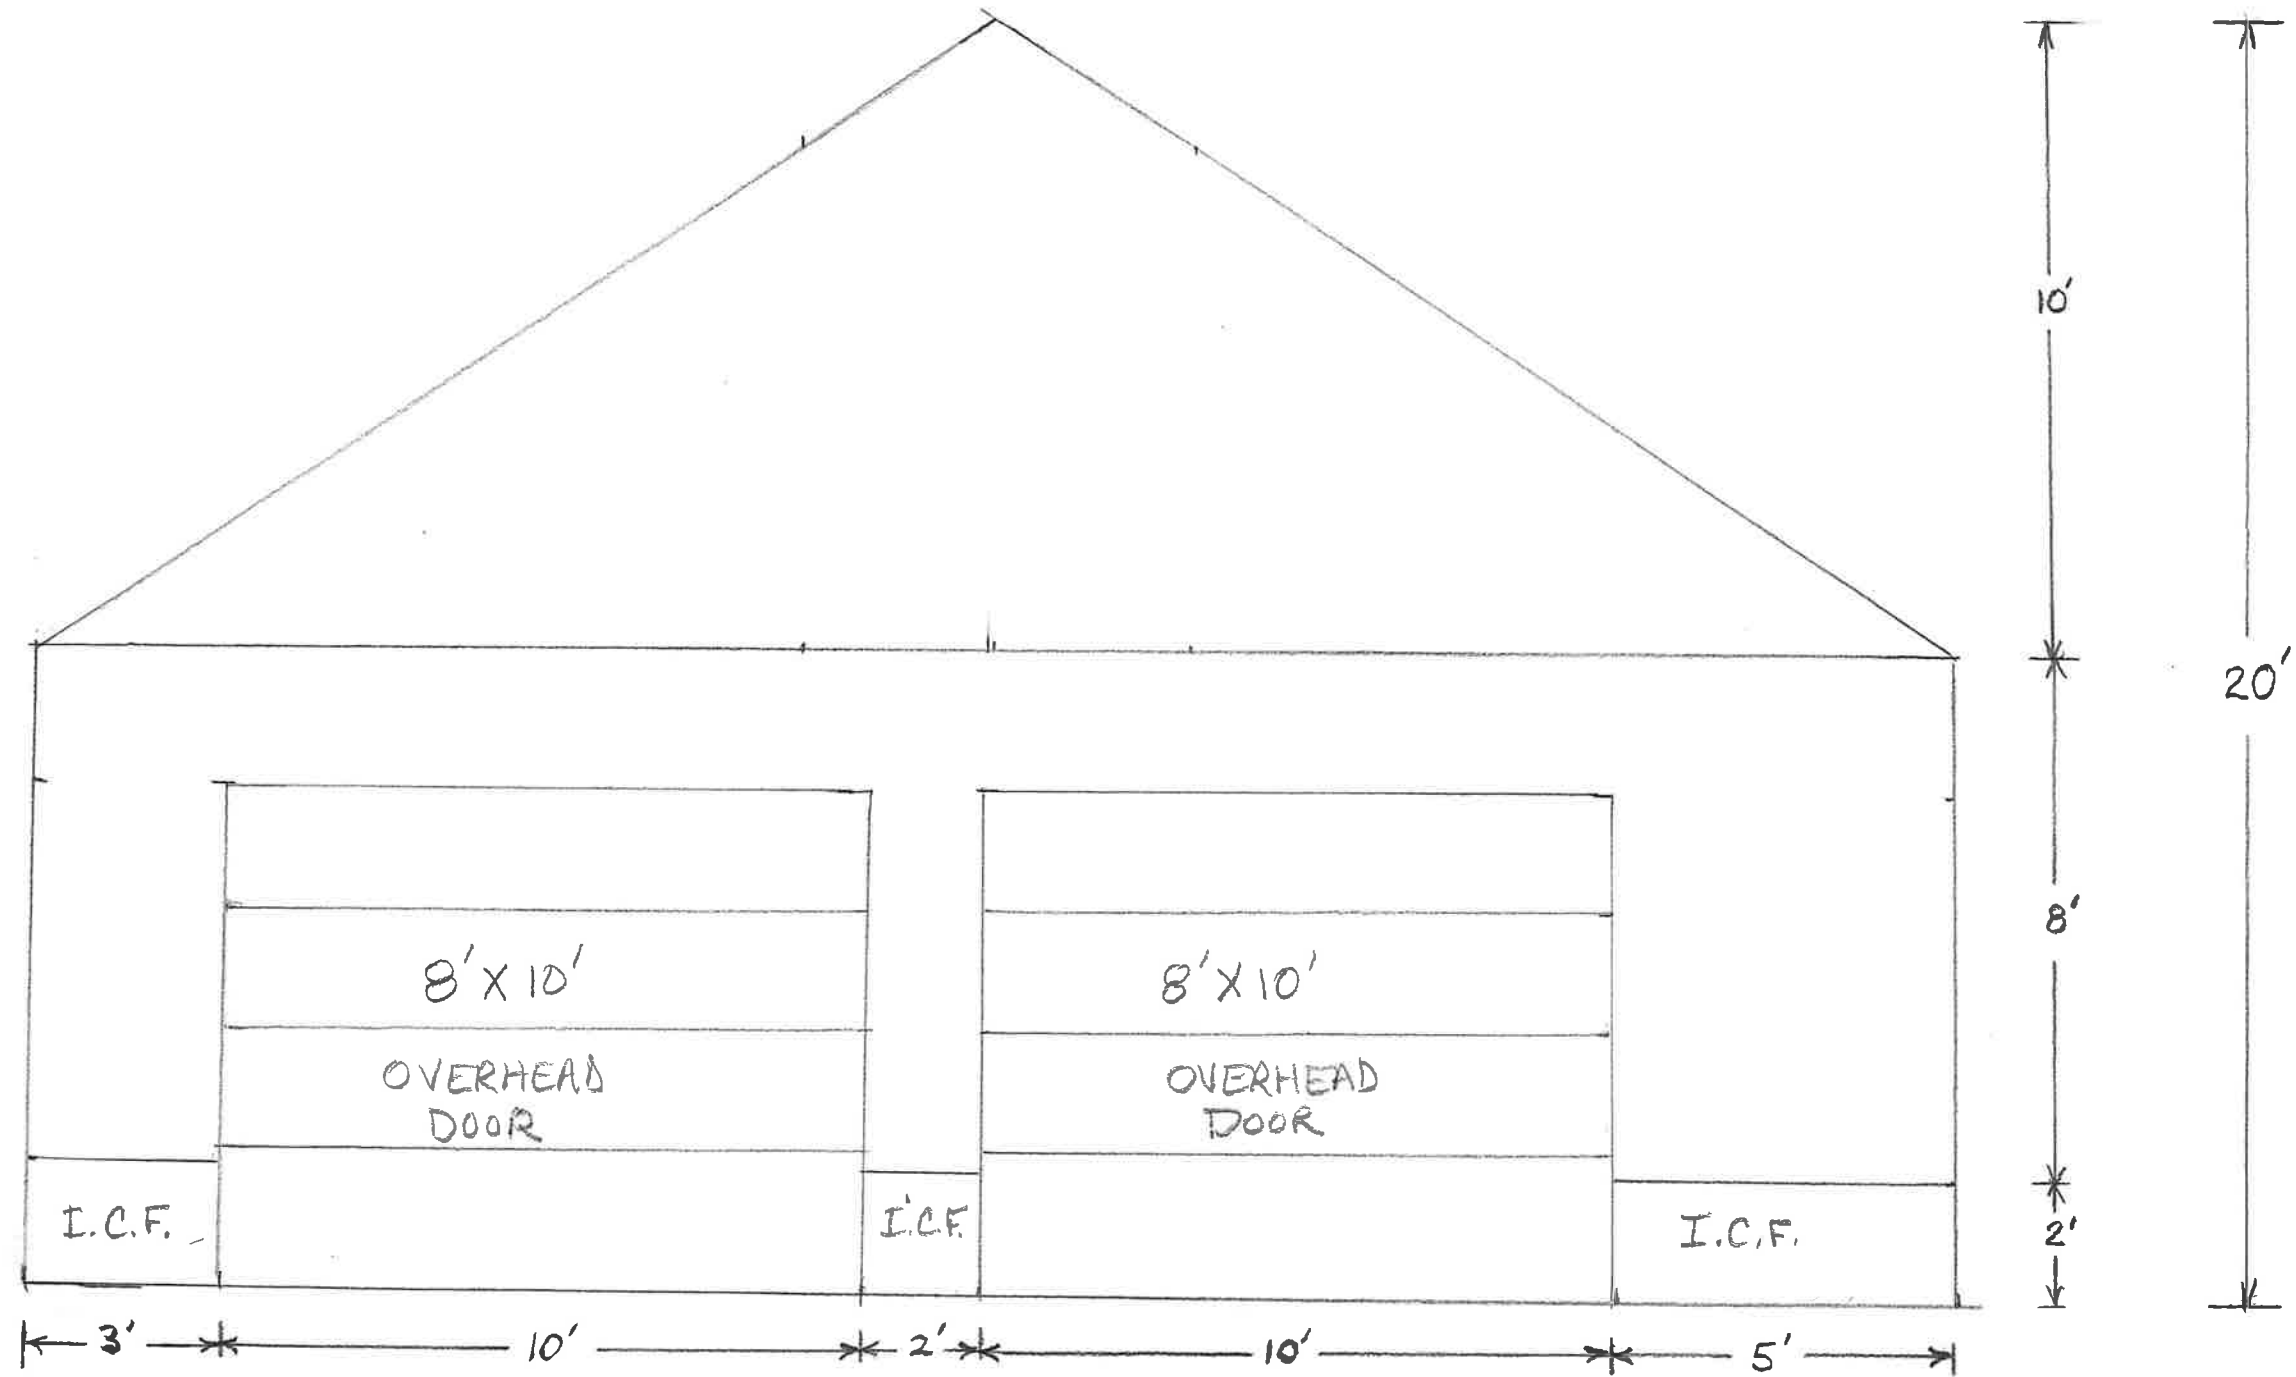 10'
20'
8'
8'X10'
8'X10'
OVERHEAD
DOOR
OVERHEAD
DOOR
I.C.F.
I.C.F.
I.C.F.
2'
3'
10'
2'
10'
5'